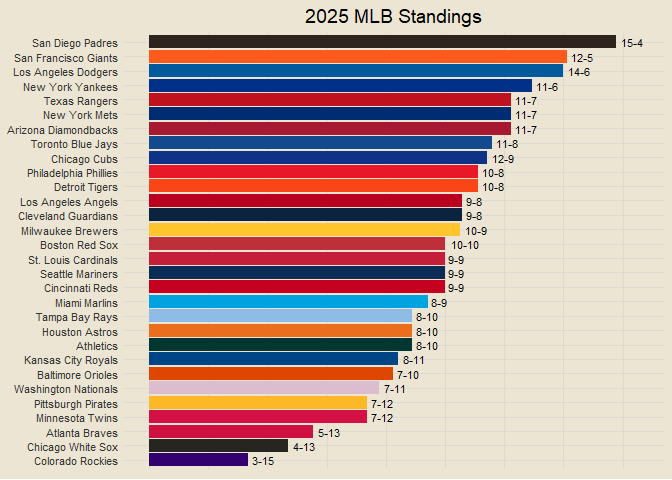 2025 MLB Standings
San Diego Padres 15-4
San Francisco Giants 12-5
Los Angeles Dodgers 14-6
New York Yankees 11-6
Texas Rangers 11-7
New York Mets 11-7
Arizona Diamondbacks 11-7
Toronto Blue Jays 11-8
Chicago Cubs 12-9
Philadelphia Phillies 10-8
Detroit Tigers 10-8
Los Angeles Angels 9-8
Cleveland Guardians 9-8
Milwaukee Brewers 10-9
Boston Red Sox 10-10
St. Louis Cardinals 9-9
Seattle Mariners 9-9
Cincinnati Reds 9-9
Miami Marlins 8-9
Tampa Bay Rays 8-10
Houston Astros 8-10
Athletics 8-10
Kansas City Royals 8-11
Baltimore Orioles 7-10
Washington Nationals 7-11
Pittsburgh Pirates 7-12
Minnesota Twins 7-12
Atlanta Braves 5-13
Chicago White Sox 4-13
Colorado Rockies 3-15